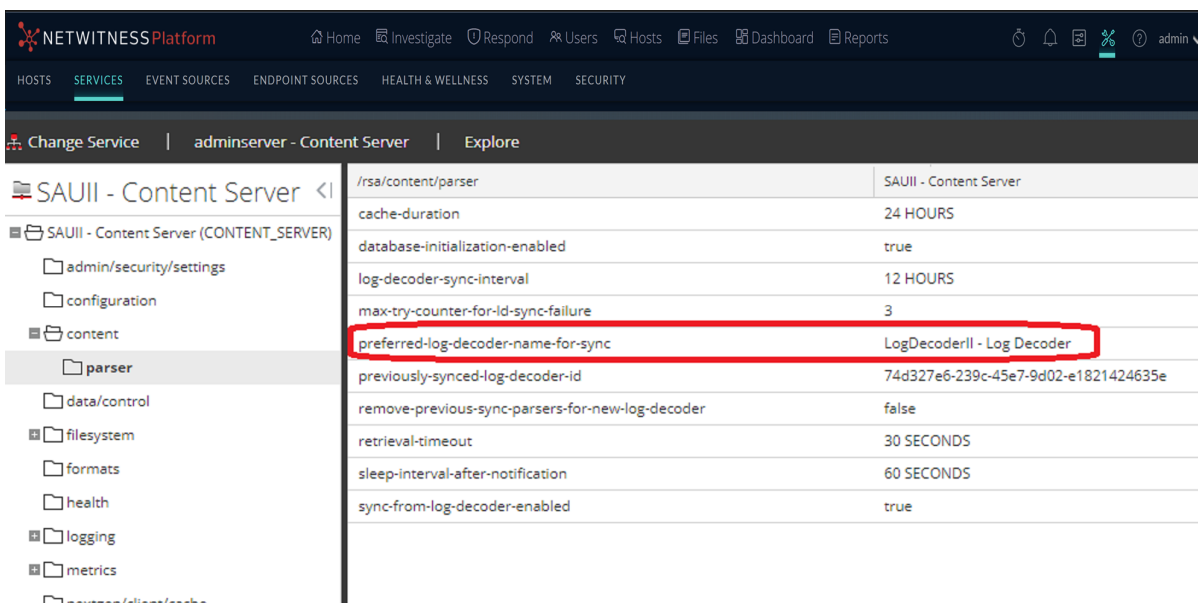 NETWITNESS Platform Home Investigate Respond Users Hosts Files Dashboard Reports admin
HOSTS SERVICES EVENT SOURCES ENDPOINT SOURCES HEALTH & WELLNESS SYSTEM SECURITY
Change Service | adminserver - Content Server | Explore
SAUII - Content Server
SAUII - Content Server (CONTENT_SERVER)
admin/security/settings
configuration
content
parser
data/control
filesystem
formats
health
logging
metrics
nextgen/client/cache
/rsa/content/parser SAUII - Content Server
cache-duration 24 HOURS
database-initialization-enabled true
log-decoder-sync-interval 12 HOURS
max-try-counter-for-ld-sync-failure 3
preferred-log-decoder-name-for-sync LogDecoderII - Log Decoder
previously-synced-log-decoder-id 74d327e6-239c-45e7-9d02-e1821424635e
remove-previous-sync-parsers-for-new-log-decoder false
retrieval-timeout 30 SECONDS
sleep-interval-after-notification 60 SECONDS
sync-from-log-decoder-enabled true